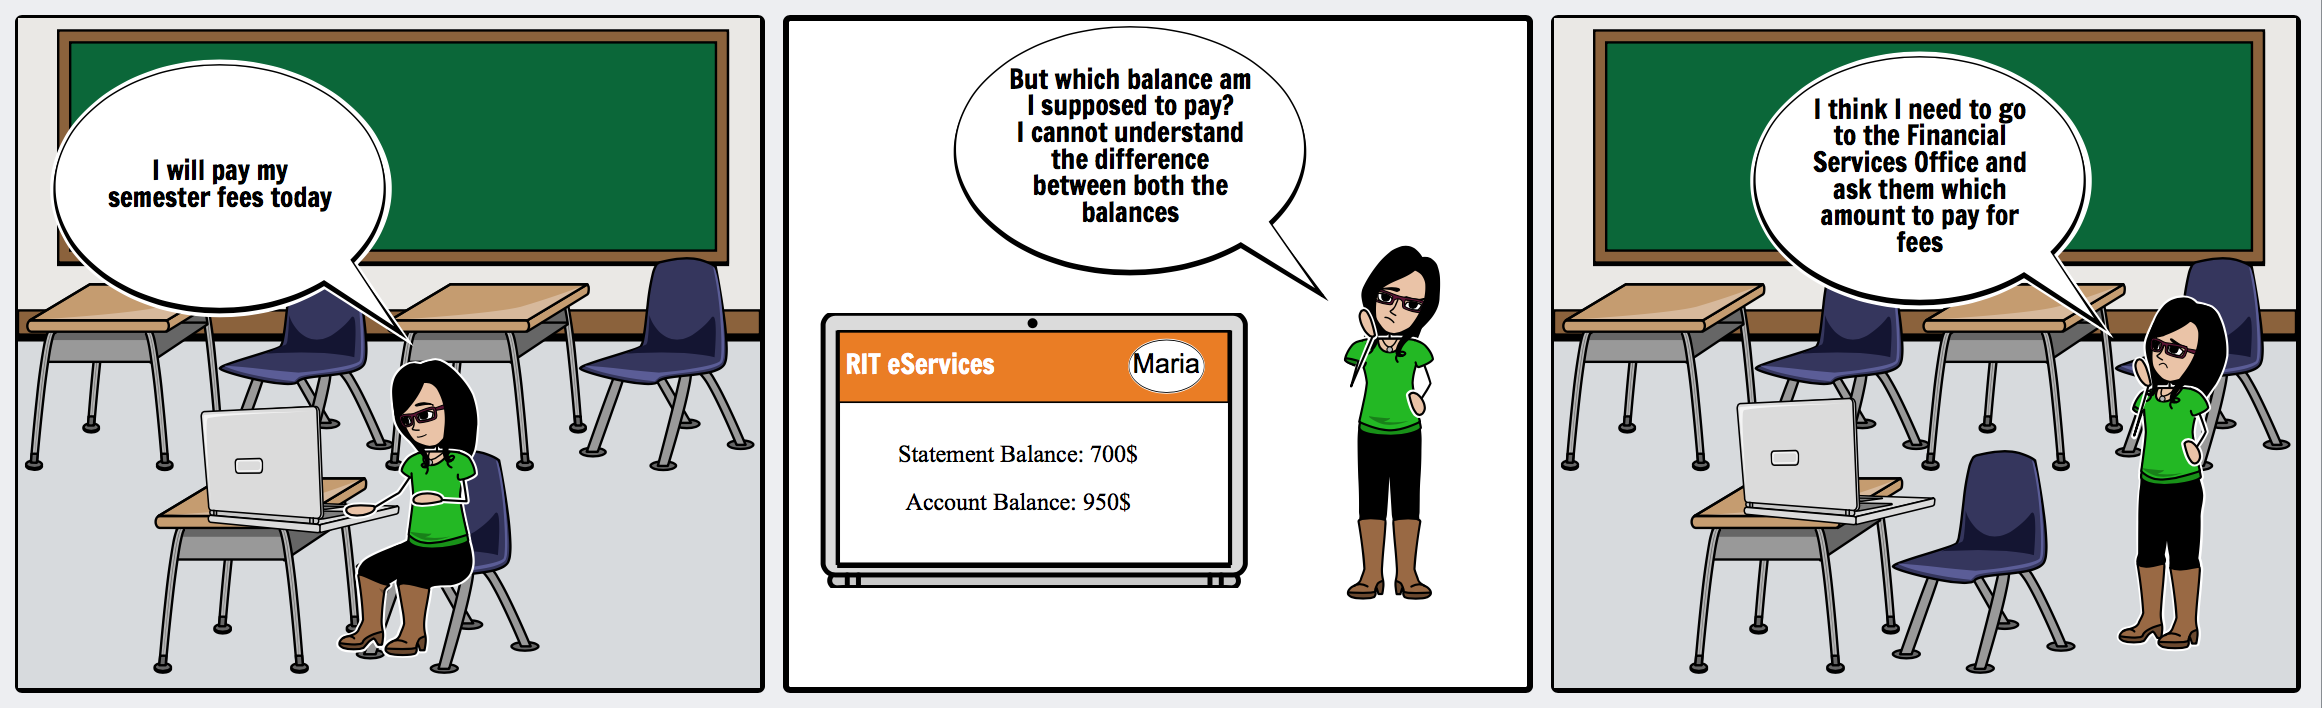 I will pay my
semester fees today
But which balance am
I supposed to pay?
I cannot understand
the difference
between both the
balances
RIT eServices
Maria
Statement Balance: 700$
Account Balance: 950$
I think I need to go
to the Financial
Services Office and
ask them which
amount to pay for
fees